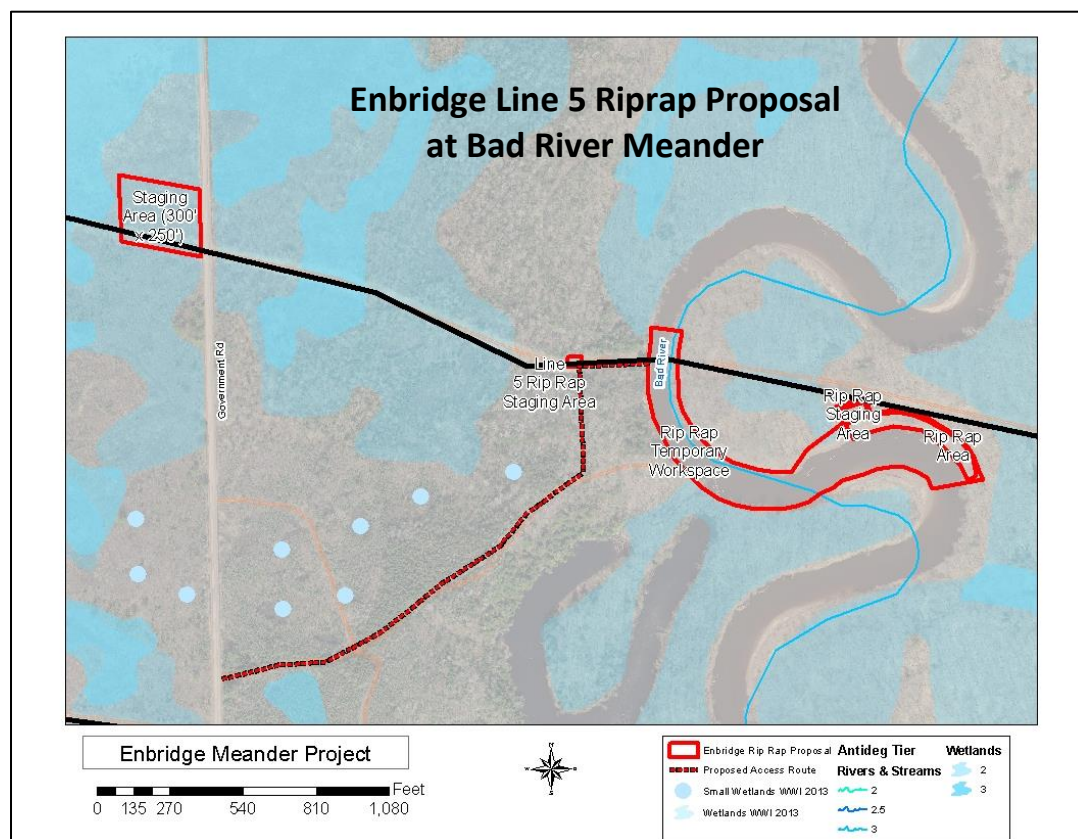 Enbridge Line 5 Riprap Proposal
at Bad River Meander
Staging
Area (300'
x 250')
Government Rd
Line
5 Rip Rap
Staging Area
Bad River
Rip Rap
Temporary
Workspace
Rip Rap
Staging
Area
Rip Rap
Area
Enbridge Meander Project
Feet
0 135 270 540 810 1,080
Enbridge Rip Rap Proposal
Proposed Access Route
Small Wetlands WWI 2013
Wetlands WWI 2013
Antideg Tier
Rivers & Streams
2
2.5
3
Wetlands
2
3